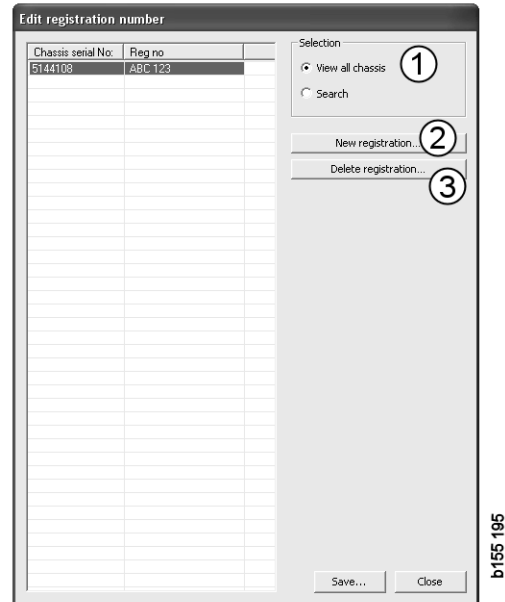 Edit registration number
Chassis serial No: Reg no
5144108 ABC 123
Selection
View all chassis
1
Search
New registration...
2
Delete registration...
3
Save... Close
b155 195